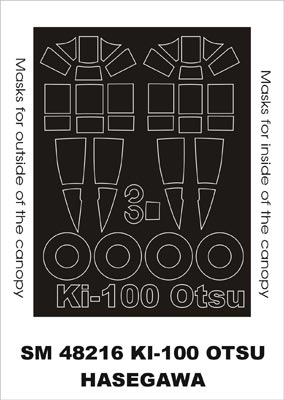 Masks for outside of the canopy
Masks for inside of the canopy
Ki-100 Otsu
SM 48216 KI-100 OTSU
HASEGAWA